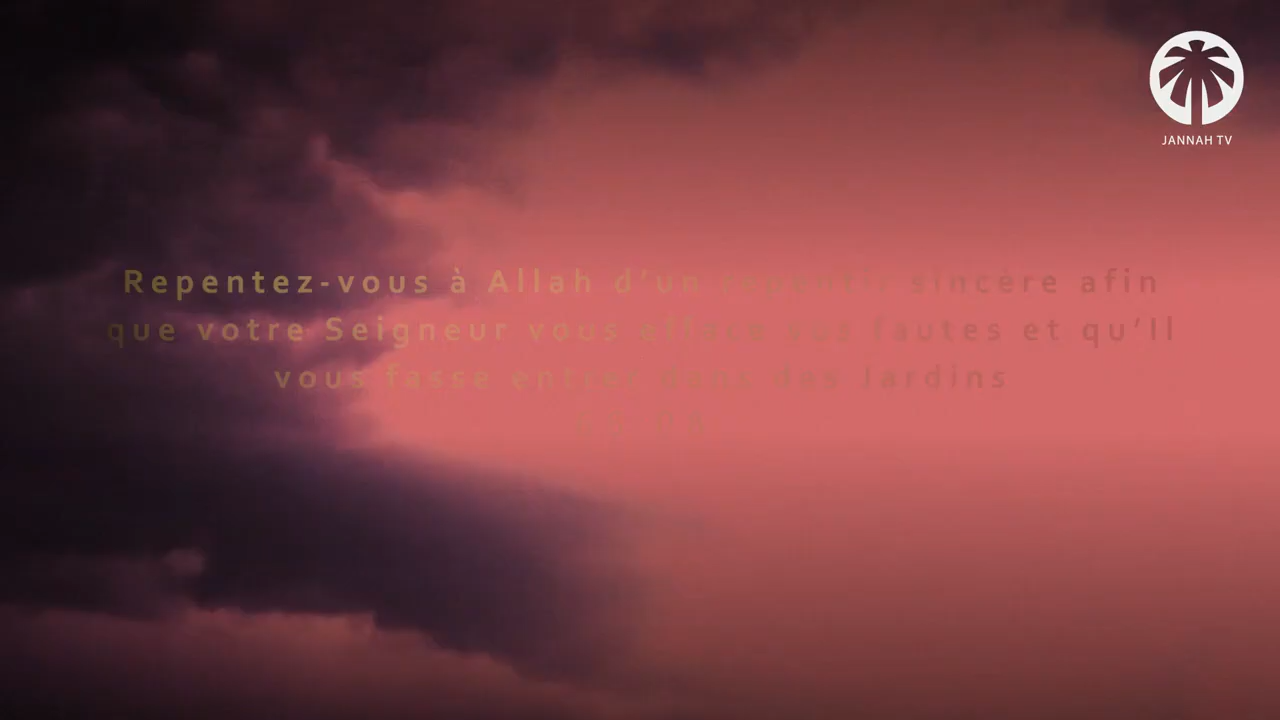 JANNAH TV
Repentez-vous à Allah d'un repentir sincère afin
que votre Seigneur vous efface vos fautes et qu'Il
vous fasse entrer dans des Jardins